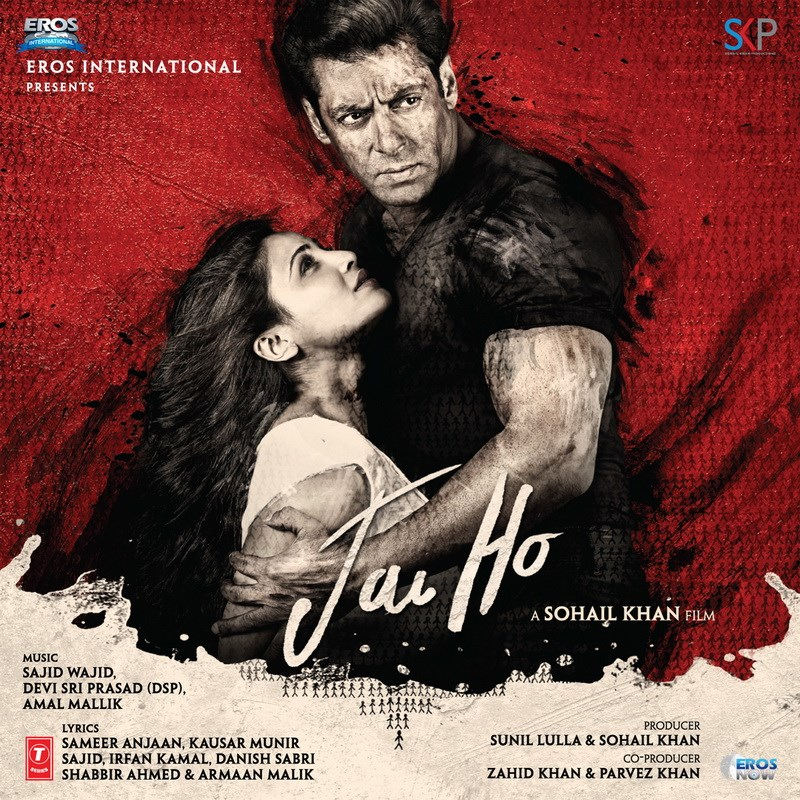 EROS
INTERNATIONAL
EROS INTERNATIONAL
PRESENTS
SKP
Jai Ho
A SOHAIL KHAN FILM
MUSIC
SAJID WAJID,
DEVI SRI PRASAD (DSP),
AMAL MALLIK
LYRICS
SAMEER ANJAAN, KAUSAR MUNIR
SAJID, IRFAN KAMAL, DANISH SABRI
SHABBIR AHMED & ARMAAN MALIK
T
SERIES
PRODUCER
SUNIL LULLA & SOHAIL KHAN
CO-PRODUCER
ZAHID KHAN & PARVEZ KHAN
EROS
NOW